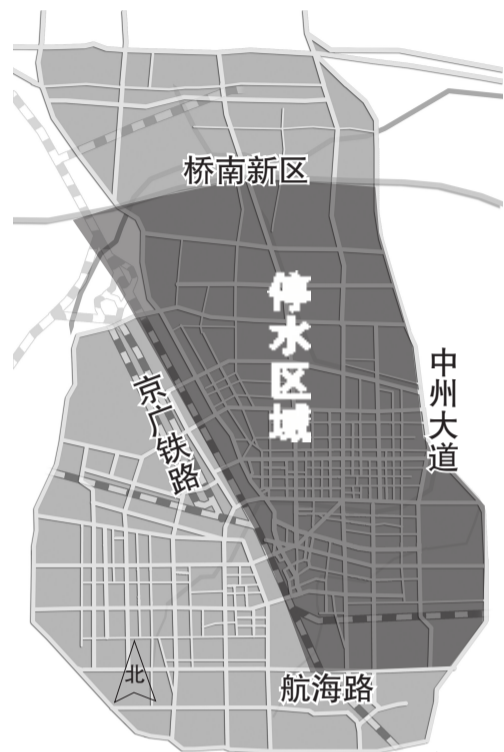 桥南新区
停水区域
中州大道
京广铁路
北
航海路